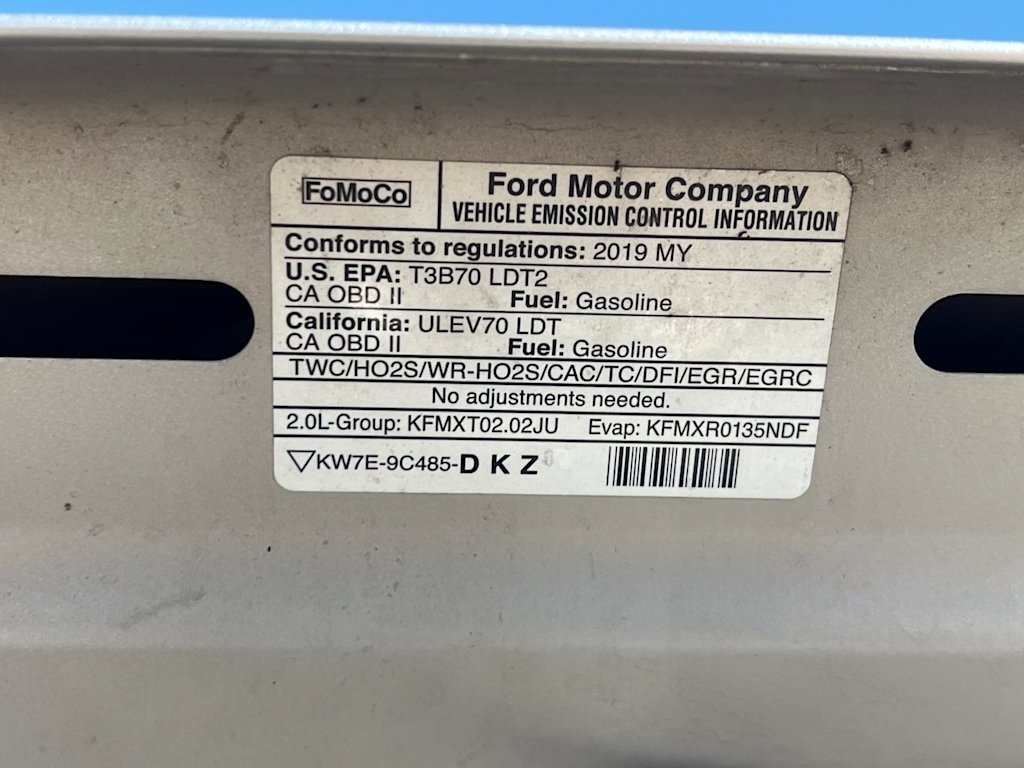 FoMoCo
Ford Motor Company
VEHICLE EMISSION CONTROL INFORMATION
Conforms to regulations: 2019 MY
U.S. EPA: T3B70 LDT2
CA OBD II Fuel: Gasoline
California: ULEV70 LDT
CA OBD II Fuel: Gasoline
TWC/HO2S/WR-HO2S/CAC/TC/DFI/EGR/EGRC
No adjustments needed.
2.0L-Group: KFMXT02.02JU Evap: KFMXR0135NDF
▽KW7E-9C485-D K Z